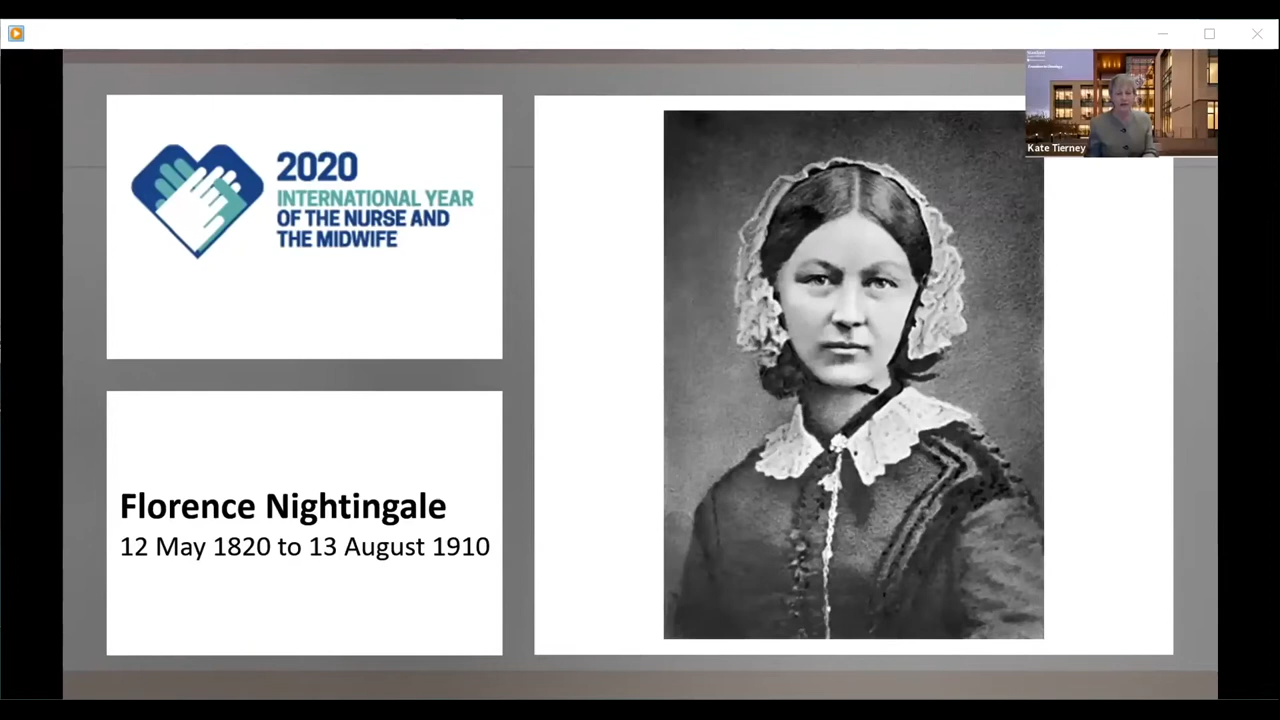 2020
INTERNATIONAL YEAR
OF THE NURSE AND
THE MIDWIFE
Kate Tierney
Florence Nightingale
12 May 1820 to 13 August 1910